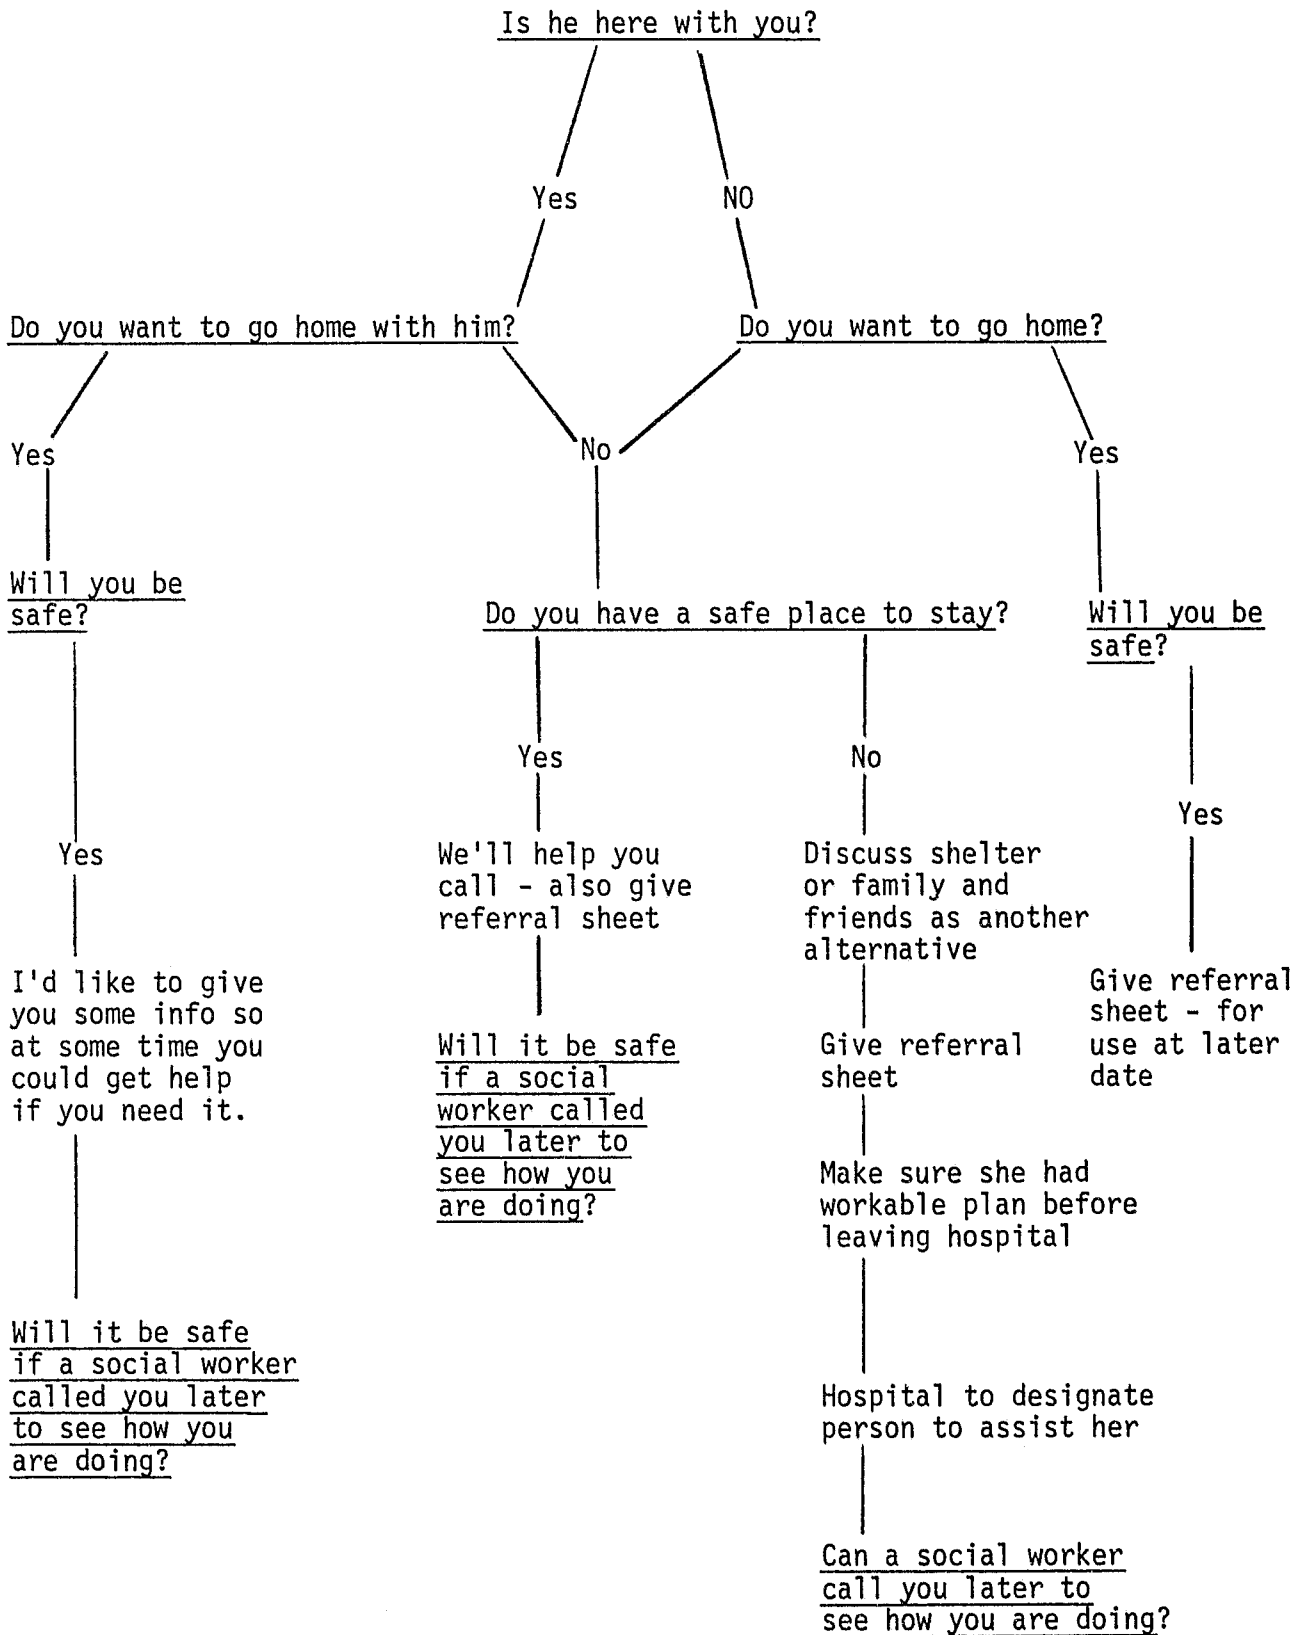 Is he here with you?
Yes
NO
Do you want to go home with him?
Do you want to go home?
Yes
No
Yes
Will you be
safe?
Do you have a safe place to stay?
Will you be
safe?
Yes
No
Yes
Yes
We'll help you
call - also give
referral sheet
Discuss shelter
or family and
friends as another
alternative
I'd like to give
you some info so
at some time you
could get help
if you need it.
Give referral
sheet - for
use at later
date
Will it be safe
if a social
worker called
you later to
see how you
are doing?
Give referral
sheet
Make sure she had
workable plan before
leaving hospital
Will it be safe
if a social worker
called you later
to see how you
are doing?
Hospital to designate
person to assist her
Can a social worker
call you later to
see how you are doing?